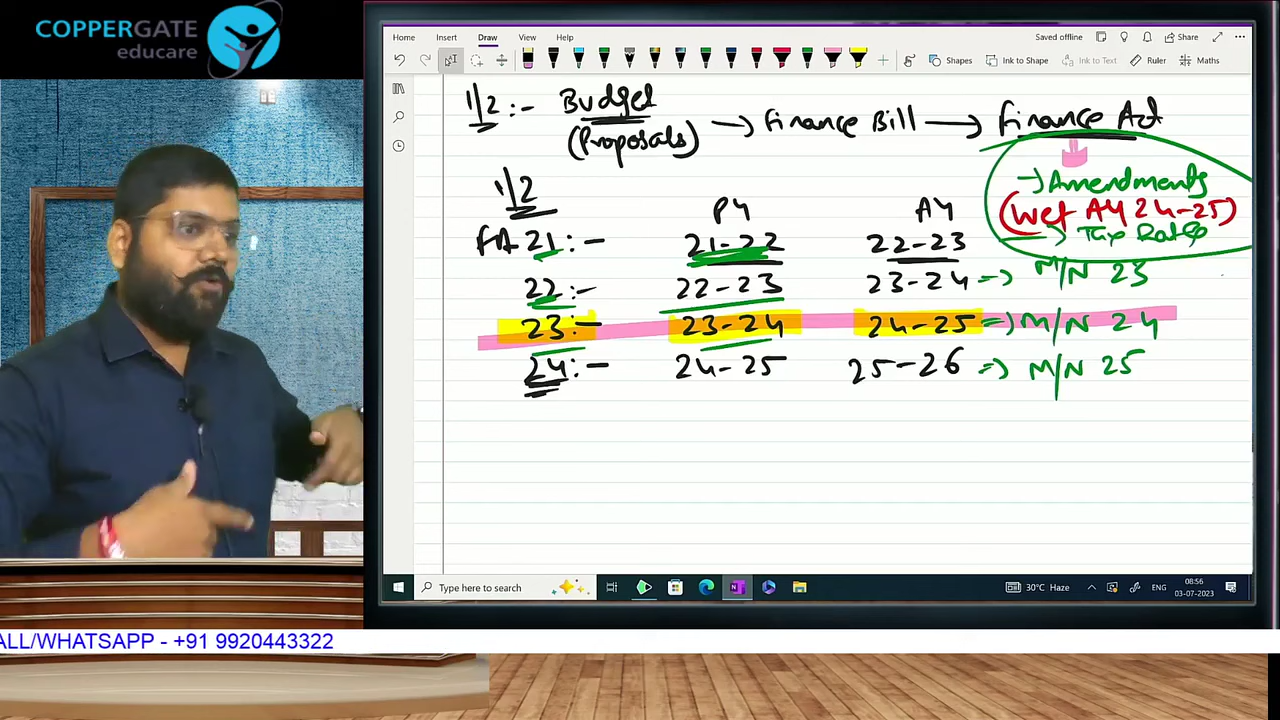 COPPERGATE
educare
Home Insert Draw View Help
Saved offline
Share
Shapes
Ink to Shape
Ink to Text
Ruler
Maths
1/2 :- Budget
(Proposals) → Finance Bill → Finance Act
→ Amendments
(wef AY 24-25)
→ Tax Rates
1/2
PY AY
FA 21:- 21-22 22-23
22:- 22-23 23-24 => M/N 23
23:- 23-24 24-25 => M/N 24
24:- 24-25 25-26 => M/N 25
Type here to search
30°C Haze
ENG
08:56
03-07-2023
ALL/WHATSAPP - +91 9920443322